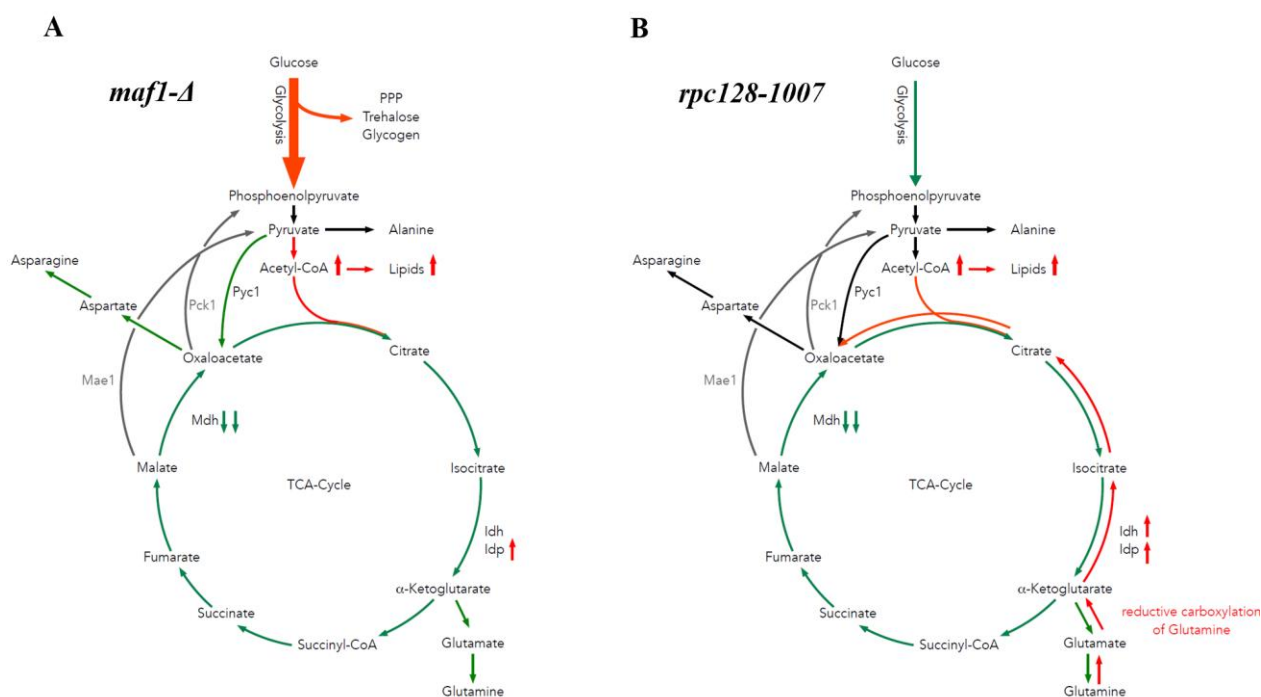 A
maf1-Δ
Glucose
Glycolysis
PPP
Trehalose
Glycogen
Phosphoenolpyruvate
Pyruvate
Alanine
Acetyl-CoA
Lipids
Asparagine
Aspartate
Pck1
Pyc1
Oxaloacetate
Citrate
Mae1
Mdh
Malate
Isocitrate
TCA-Cycle
Idh
Idp
Fumarate
α-Ketoglutarate
Succinate
Succinyl-CoA
Glutamate
Glutamine
B
rpc128-1007
Glucose
Glycolysis
Phosphoenolpyruvate
Pyruvate
Alanine
Acetyl-CoA
Lipids
Asparagine
Aspartate
Pck1
Pyc1
Oxaloacetate
Citrate
Mae1
Mdh
Malate
Isocitrate
TCA-Cycle
Idh
Idp
Fumarate
α-Ketoglutarate
reductive carboxylation
of Glutamine
Succinate
Succinyl-CoA
Glutamate
Glutamine